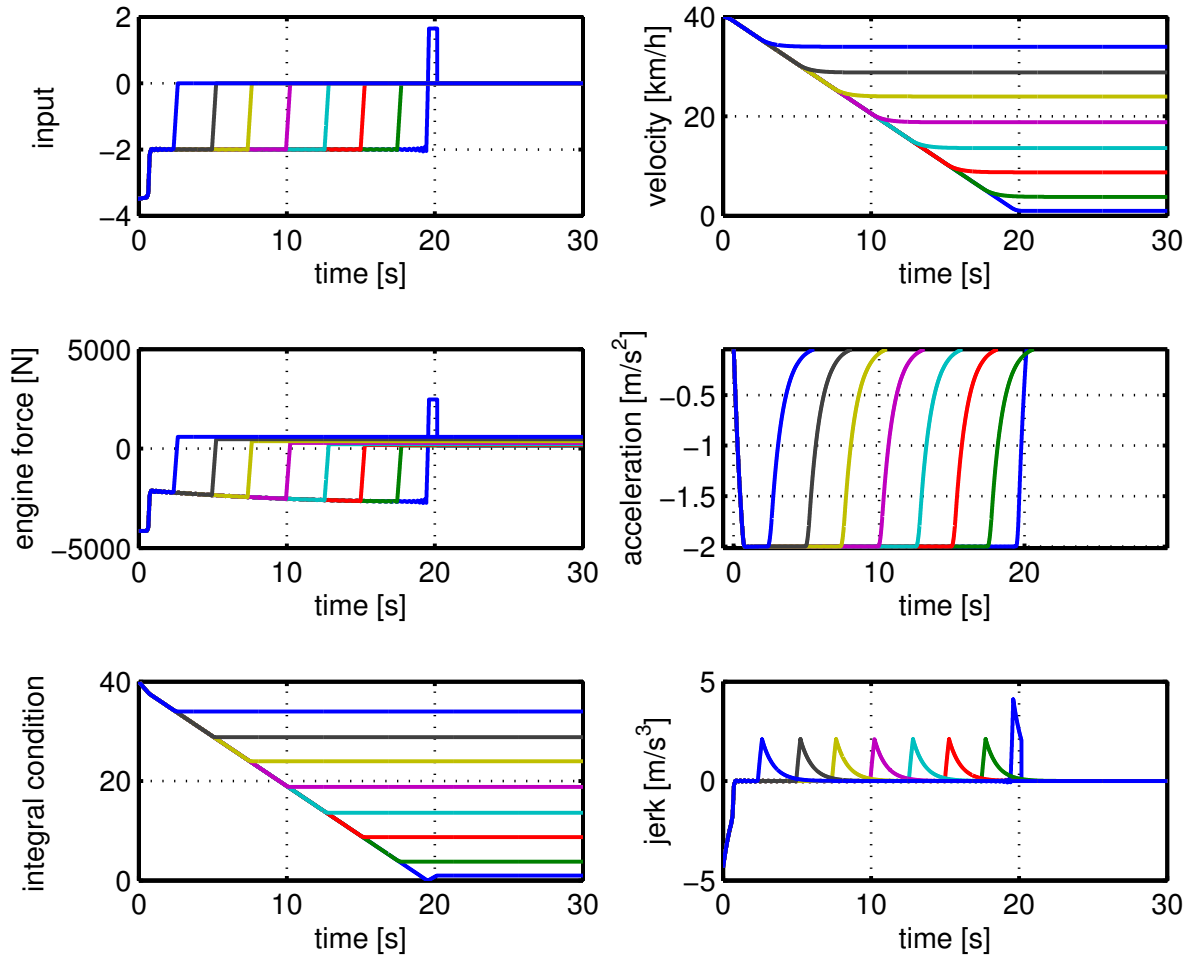 2
0
−2
−4
input
0 10 20 30
time [s]
40
20
0
velocity [km/h]
0 10 20 30
time [s]
5000
0
−5000
engine force [N]
0 10 20 30
time [s]
−0.5
−1
−1.5
−2
acceleration [m/s²]
0 10 20
time [s]
40
20
0
integral condition
0 10 20 30
time [s]
5
0
−5
jerk [m/s³]
0 10 20 30
time [s]